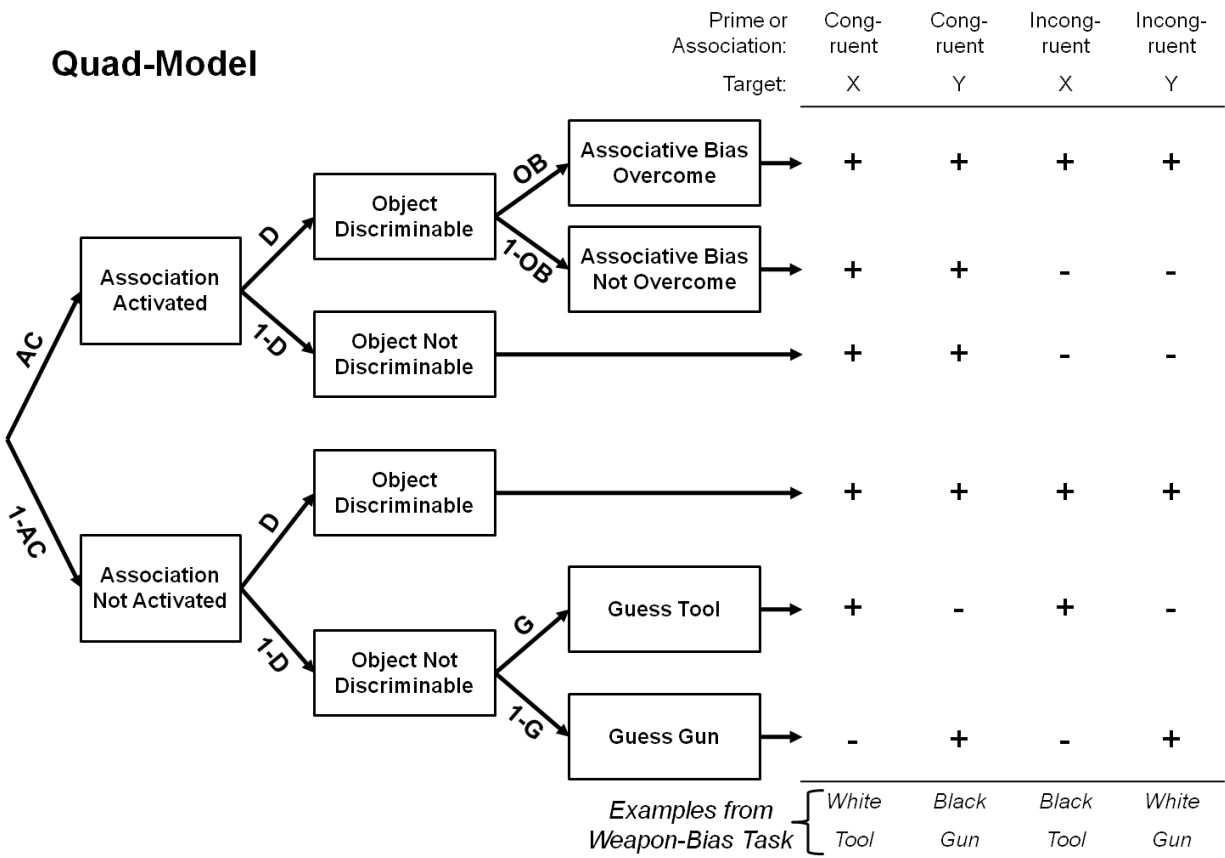 Quad-Model
Prime or Association:
Cong-ruent
Cong-ruent
Incong-ruent
Incong-ruent
Target:
X
Y
X
Y
AC
1-AC
Association
Activated
Association
Not Activated
D
1-D
D
1-D
Object
Discriminable
Object Not
Discriminable
Object
Discriminable
Object Not
Discriminable
OB
1-OB
G
1-G
Associative Bias
Overcome
+ + + +
Associative Bias
Not Overcome
+ + - -
+ + - -
+ + + +
Guess Tool
+ - + -
Guess Gun
- + - +
Examples from
Weapon-Bias Task
White Black Black White
Tool Gun Tool Gun